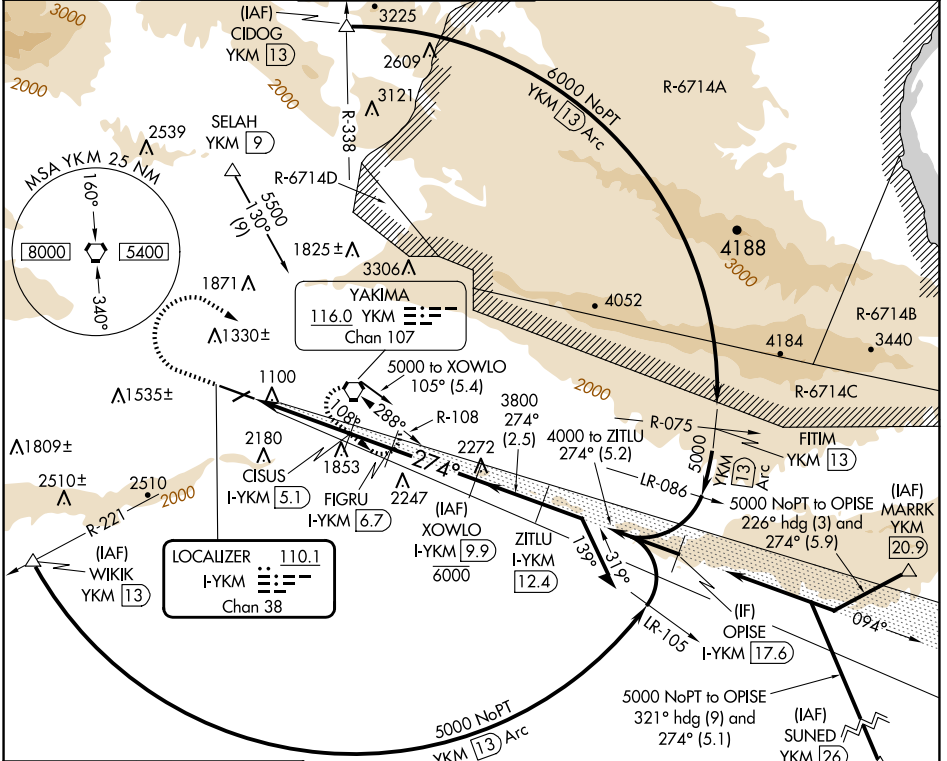 3000
2000
(IAF)
CIDOG
YKM 13
3225
2609
3121
2000
R-338
6000 NoPT
YKM 13 Arc
R-6714A
2539
SELAH
YKM 9
5500
130°
(9)
R-6714D
MSA YKM 25 NM
160°
8000
5400
340°
1825±
3306
1871
1330±
4188
3000
4052
R-6714B
4184
3440
R-6714C
YAKIMA
116.0 YKM
Chan 107
5000 to XOWLO
105° (5.4)
2000
1535±
1100
108°
288°
R-108
3800
274°
(2.5)
4000 to ZITLU
274° (5.2)
R-075
5000
YKM 13 Arc
FITIM
YKM 13
LR-086
1809±
2510±
2510
2000
R-221
2180
1853
274°
2272
2247
CISUS
I-YKM 5.1
FIGRU
I-YKM 6.7
(IAF)
XOWLO
I-YKM 9.9
6000
ZITLU
I-YKM 12.4
139°
319°
5000 NoPT to OPISE
226° hdg (3) and
274° (5.9)
(IAF)
MARRK
YKM
20.9
(IAF)
WIKIK
YKM 13
LOCALIZER 110.1
I-YKM
Chan 38
LR-105
(IF)
OPISE
I-YKM 17.6
094°
5000 NoPT
YKM 13 Arc
5000 NoPT to OPISE
321° hdg (9) and
274° (5.1)
(IAF)
SUNED
YKM 26